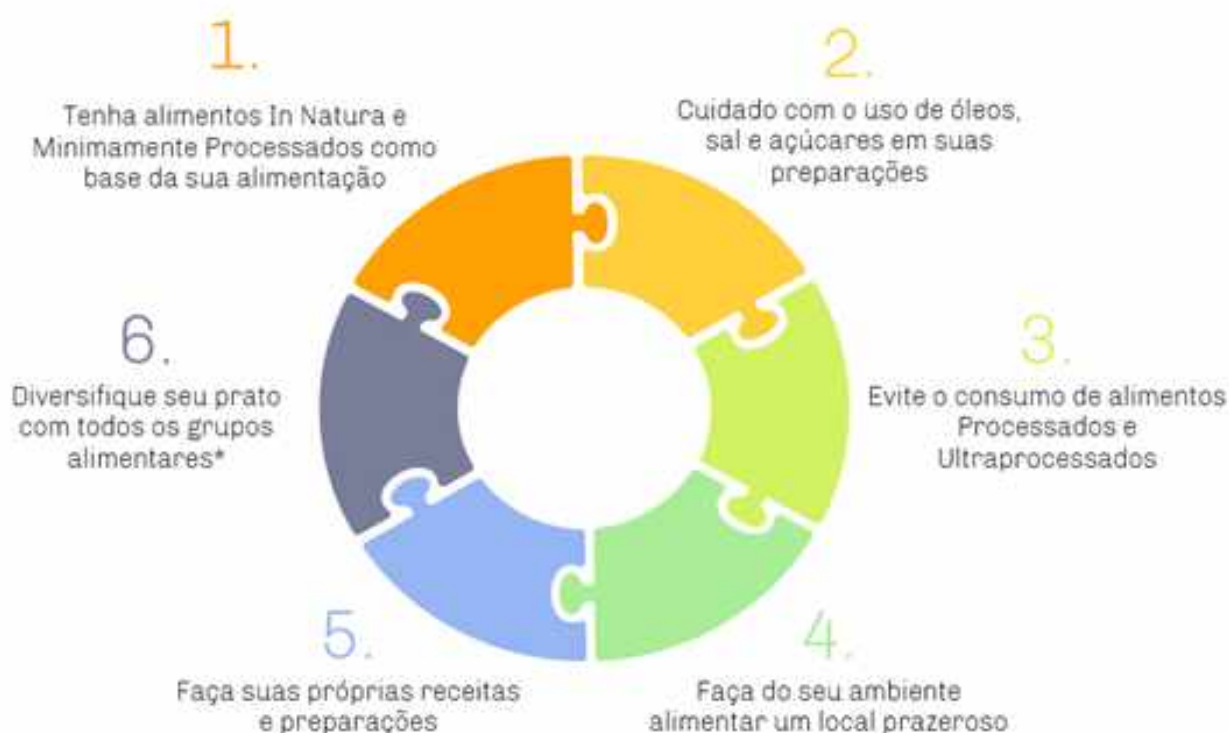 1.
Tenha alimentos In Natura e
Minimamente Processados como
base da sua alimentação
2.
Cuidado com o uso de óleos,
sal e açúcares em suas
preparações
3.
Evite o consumo de alimentos
Processados e
Ultraprocessados
4.
Faça do seu ambiente
alimentar um local prazeroso
5.
Faça suas próprias receitas
e preparações
6.
Diversifique seu prato
com todos os grupos
alimentares*